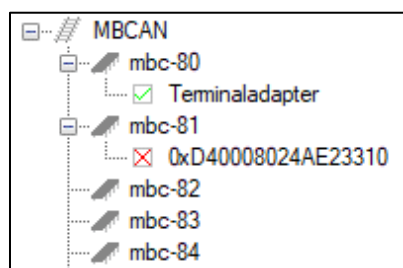 MBCAN
mbc-80
Terminaladapter
mbc-81
0xD40008024AE23310
mbc-82
mbc-83
mbc-84